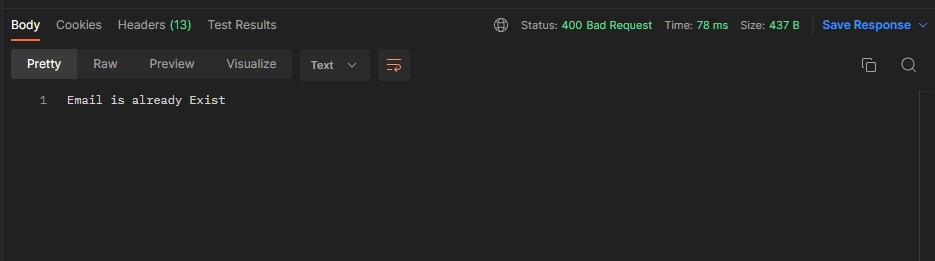 Body Cookies Headers (13) Test Results Status: 400 Bad Request Time: 78 ms Size: 437 B Save Response
Pretty Raw Preview Visualize Text
1 Email is already Exist